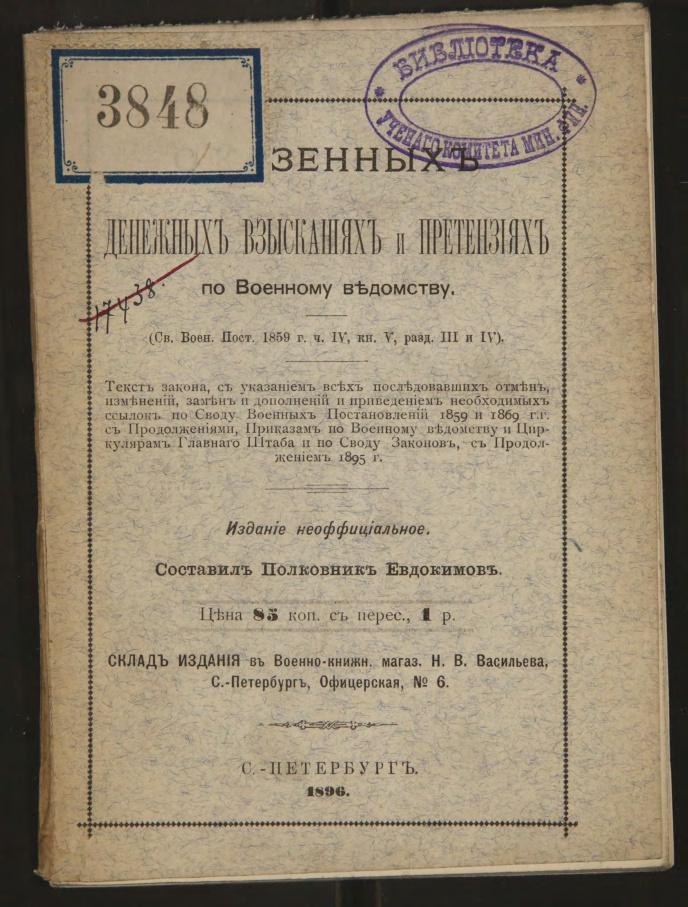 3848
БИБЛІОТЕКА
УЧЕНАГО КОМИТЕТА МИН. ФИН.
ЗЕННЫХЪ
ДЕНЕЖНЫХЪ ВЗЫСКАНІЯХЪ и ПРЕТЕНЗІЯХЪ
17438.
по Военному вѣдомству.
(Св. Воен. Пост. 1859 г. ч. IV, кн. V, разд. III и IV).
Текстъ закона, съ указаніемъ всѣхъ послѣдовавшихъ отмѣнъ,
измѣненій, замѣнъ и дополненій и приведеніемъ необходимыхъ
ссылокъ по Своду Военныхъ Постановленій 1859 и 1869 г.г.
съ Продолженіями, Приказамъ по Военному вѣдомству и Цир-
кулярамъ Главнаго Штаба и по Своду Законовъ, съ Продол-
женіемъ 1895 г.
Изданіе неоффиціальное.
Составилъ Полковникъ Евдокимовъ.
Цѣна 85 коп. съ перес., 1 р.
СКЛАДЪ ИЗДАНІЯ въ Военно-книжн. магаз. Н. В. Васильева,
С.-Петербургъ, Офицерская, № 6.
С.-ПЕТЕРБУРГЪ.
1896.